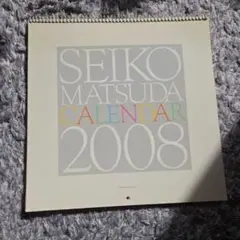 SEIKO
MATSUDA
CALENDAR
2008